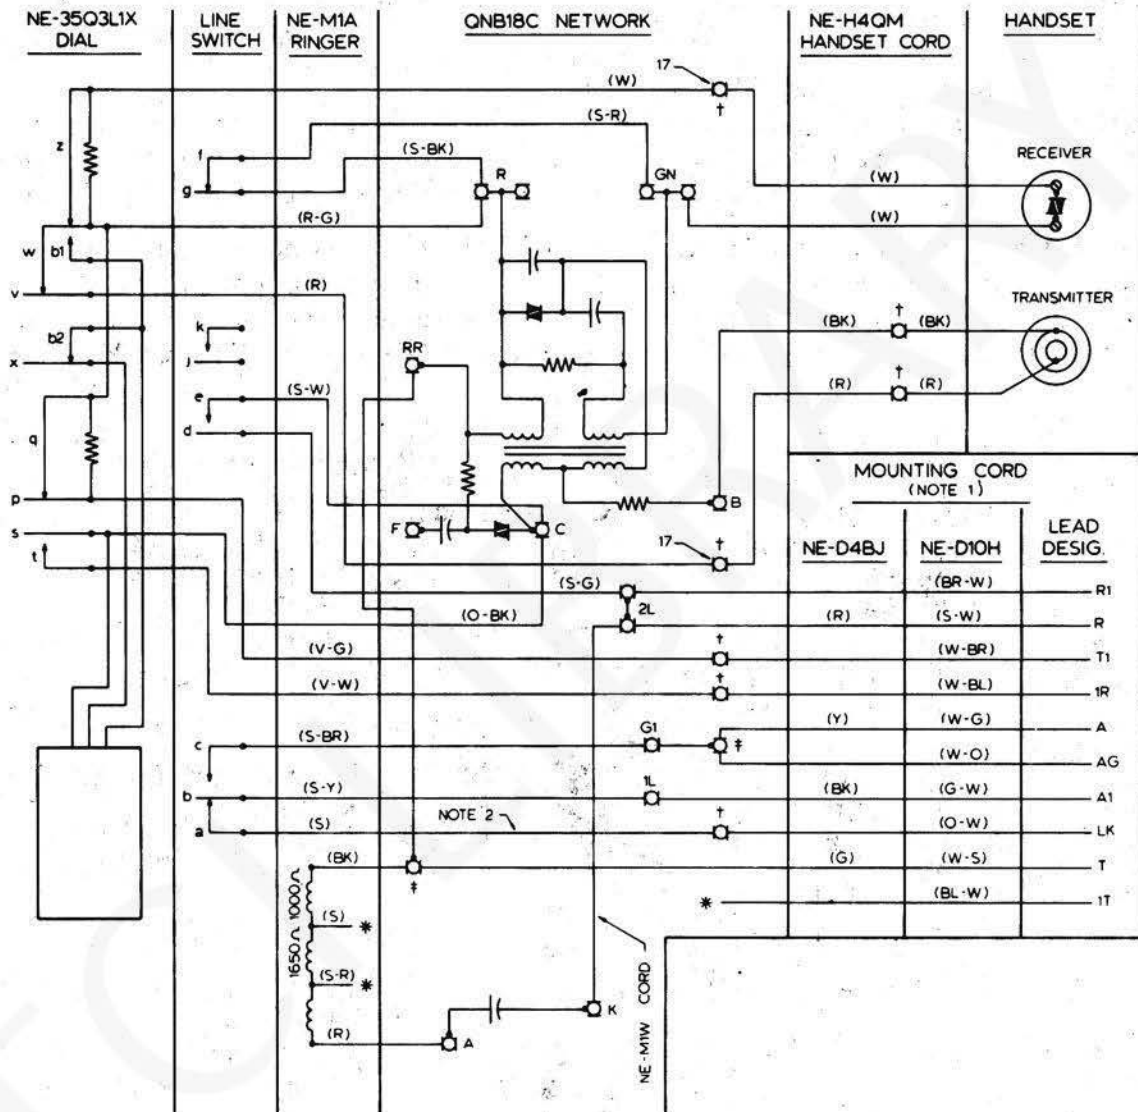 NE-35Q3L1X
DIAL
LINE
SWITCH
NE-M1A
RINGER
QNB18C NETWORK
NE-H4QM
HANDSET CORD
HANDSET
17
(W)
†
z
(S-R)
f
(S-BK)
R
GN
RECEIVER
g
(W)
(R-G)
(W)
w
b1
v
(R)
TRANSMITTER
k
b2
(BK)
†
(BK)
x
j
RR
†
e
(S-W)
(R)
(R)
q
d
MOUNTING CORD
(NOTE 1)
p
B
s
F
C
17
†
NE-D4BJ
NE-D10H
LEAD
DESIG.
t
(S-G)
(BR-W)
R1
2L
(O-BK)
(R)
(S-W)
R
(V-G)
†
(W-BR)
T1
(V-W)
†
(W-BL)
1R
(Y)
(W-G)
A
c
(S-BR)
G1
‡
(W-O)
AG
b
(S-Y)
1L
(BK)
(G-W)
A1
a
(S)
NOTE 2
†
(O-W)
LK
(BK)
‡
(G)
(W-S)
T
1650Ω 1000Ω
(S)
*
*
(BL-W)
1T
(S-R)
*
K
(R)
A
NE-M1W CORD